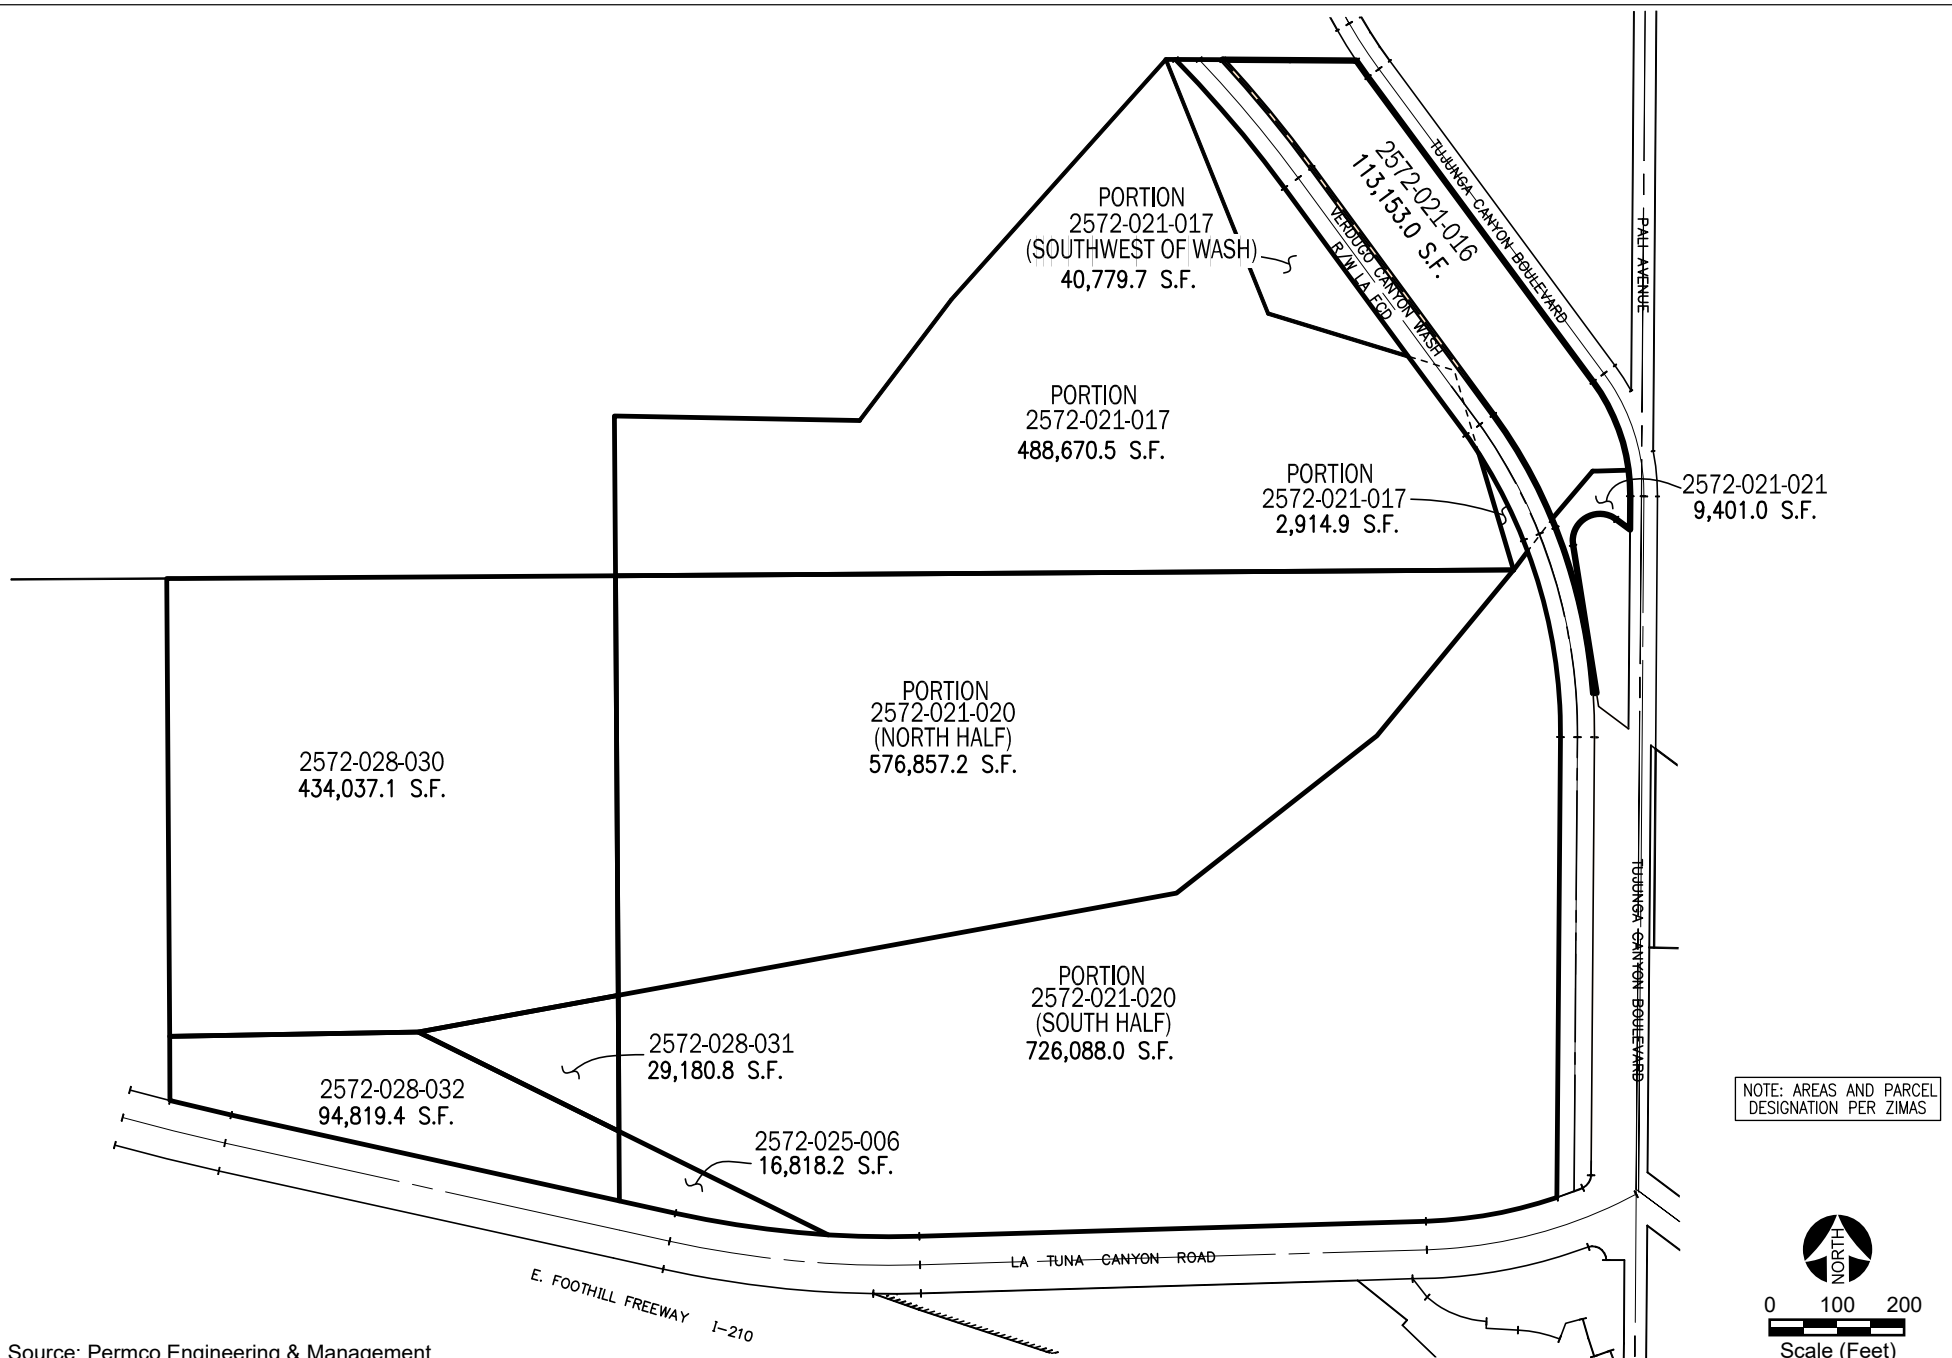 PORTION
2572-021-017
(SOUTHWEST OF WASH)
40,779.7 S.F.
2572-021-016
113,153.0 S.F.
TUJUNGA CANYON BOULEVARD
VERDUGO CANYON WASH
R/W LA FCD
PALI AVENUE
PORTION
2572-021-017
488,670.5 S.F.
PORTION
2572-021-017
2,914.9 S.F.
2572-021-021
9,401.0 S.F.
PORTION
2572-021-020
(NORTH HALF)
576,857.2 S.F.
2572-028-030
434,037.1 S.F.
PORTION
2572-021-020
(SOUTH HALF)
726,088.0 S.F.
TUJUNGA CANYON BOULEVARD
2572-028-031
29,180.8 S.F.
2572-028-032
94,819.4 S.F.
2572-025-006
16,818.2 S.F.
NOTE: AREAS AND PARCEL
DESIGNATION PER ZIMAS
LA TUNA CANYON ROAD
E. FOOTHILL FREEWAY I-210
NORTH
0 100 200
Scale (Feet)
Source: Permco Engineering & Management